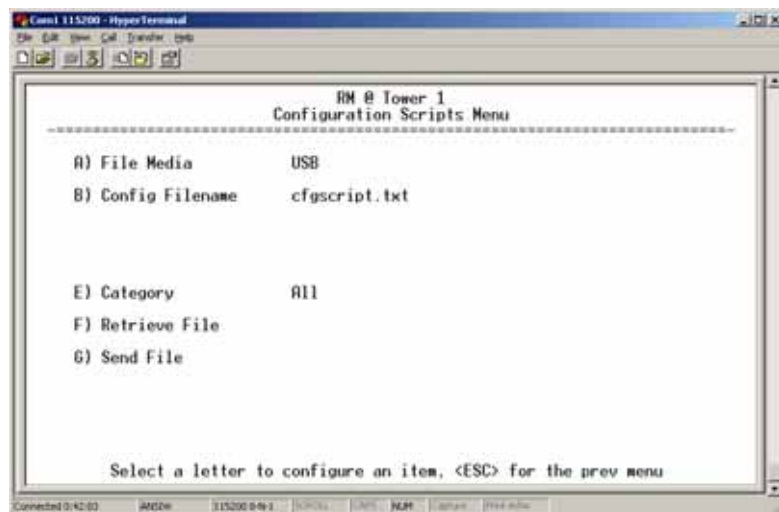 Com1 115200 - HyperTerminal
File Edit View Call Transfer Help
RM @ Tower 1
Configuration Scripts Menu
A) File Media USB
B) Config Filename cfgscript.txt
E) Category All
F) Retrieve File
G) Send File
Select a letter to configure an item, <ESC> for the prev menu
Connected 0:42:03 ANSIW 115200 8-N-1 SCROLL CAPS NUM Capture Print echo